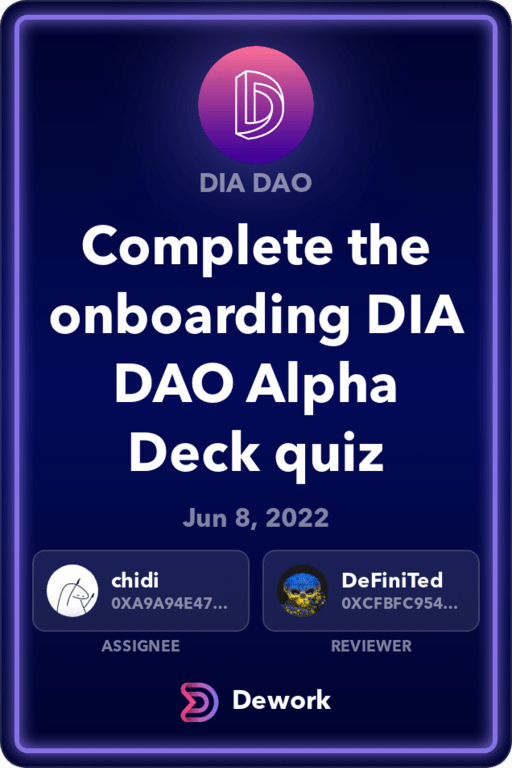 DIA DAO
Complete the
onboarding DIA
DAO Alpha
Deck quiz
Jun 8, 2022
chidi
0XA9A94E47...
ASSIGNEE
DeFiniTed
0XCFBFC954...
REVIEWER
Dework